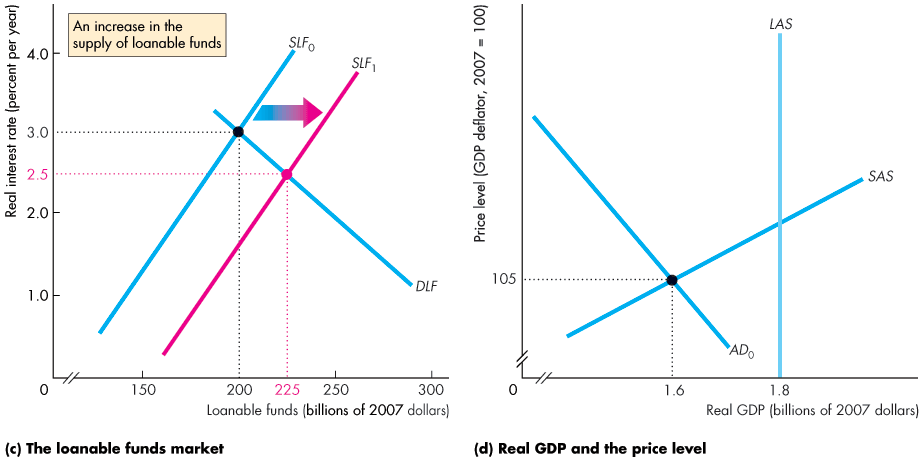 Real interest rate (percent per year)
An increase in the
supply of loanable funds
SLF0
SLF1
4.0
3.0
2.5
2.0
1.0
DLF
0
150
200
225
250
300
Loanable funds (billions of 2007 dollars)
(c) The loanable funds market
Price level (GDP deflator, 2007 = 100)
LAS
SAS
105
AD0
0
1.6
1.8
Real GDP (billions of 2007 dollars)
(d) Real GDP and the price level